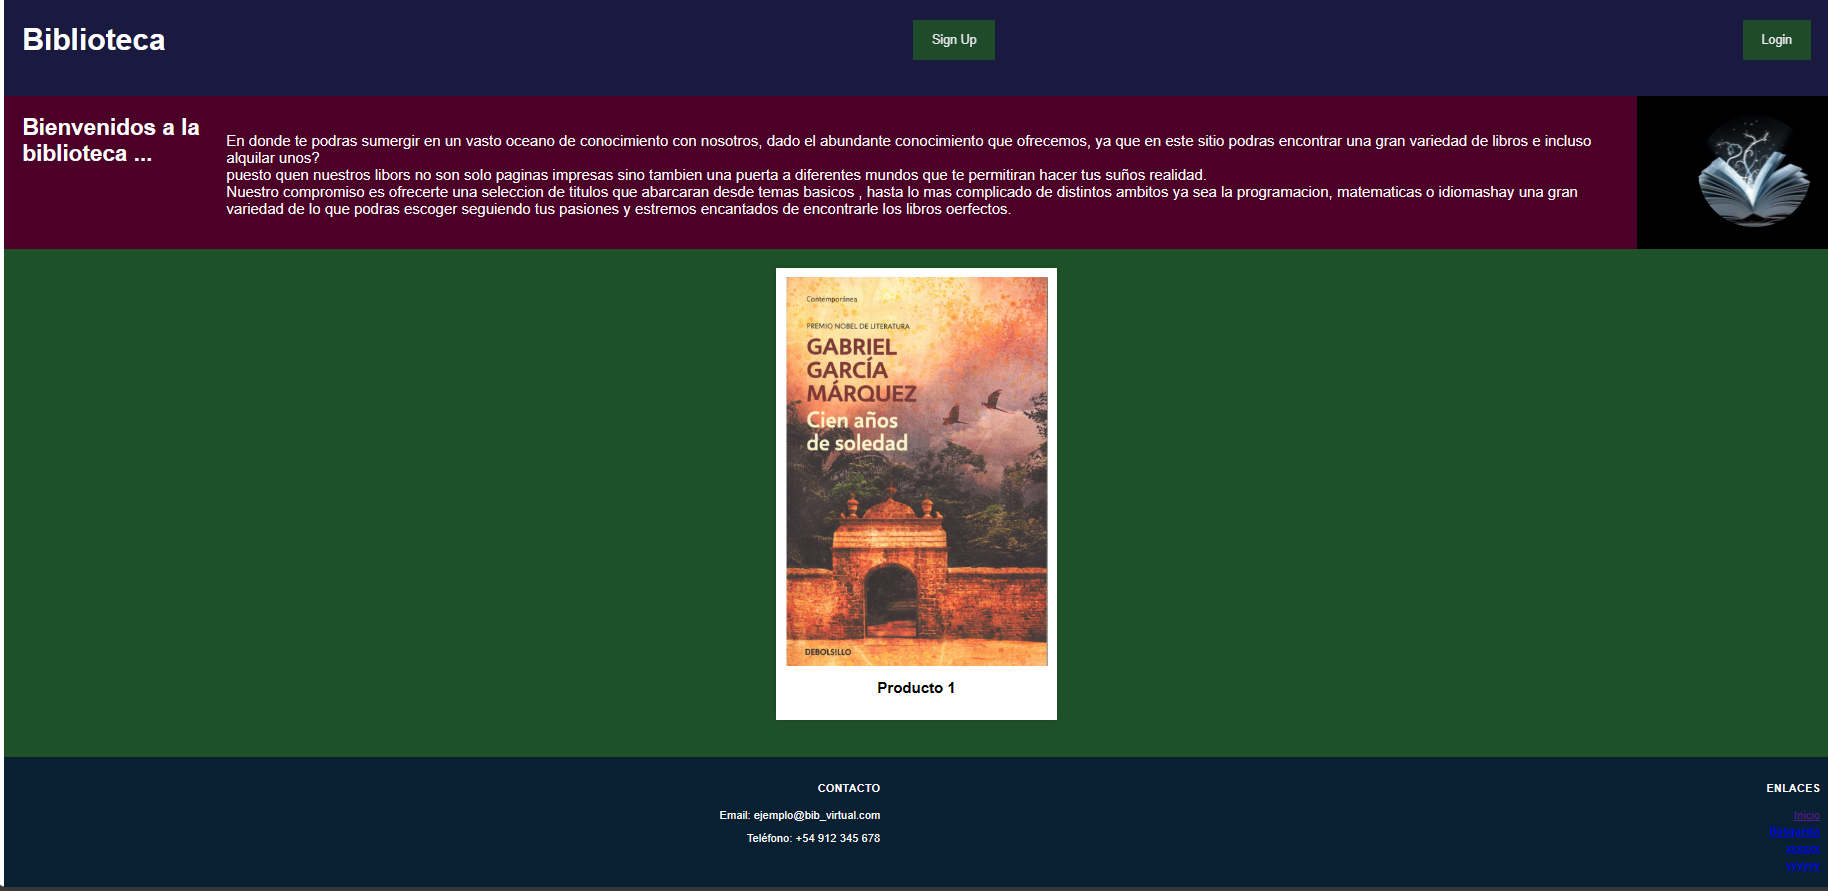 Biblioteca
Sign Up
Login
Bienvenidos a la
biblioteca ...
En donde te podras sumergir en un vasto oceano de conocimiento con nosotros, dado el abundante conocimiento que ofrecemos, ya que en este sitio podras encontrar una gran variedad de libros e incluso
alquilar unos?
puesto quen nuestros libors no son solo paginas impresas sino tambien una puerta a diferentes mundos que te permitiran hacer tus suños realidad.
Nuestro compromiso es ofrecerte una seleccion de titulos que abarcaran desde temas basicos , hasta lo mas complicado de distintos ambitos ya sea la programacion, matematicas o idiomashay una gran
variedad de lo que podras escoger seguiendo tus pasiones y estremos encantados de encontrarle los libros oerfectos.
Contemporánea
PREMIO NOBEL DE LITERATURA
GABRIEL
GARCÍA
MÁRQUEZ
Cien años
de soledad
DEBOLS!LLO
Producto 1
CONTACTO
Email: ejemplo@bib_virtual.com
Teléfono: +54 912 345 678
ENLACES
Inicio